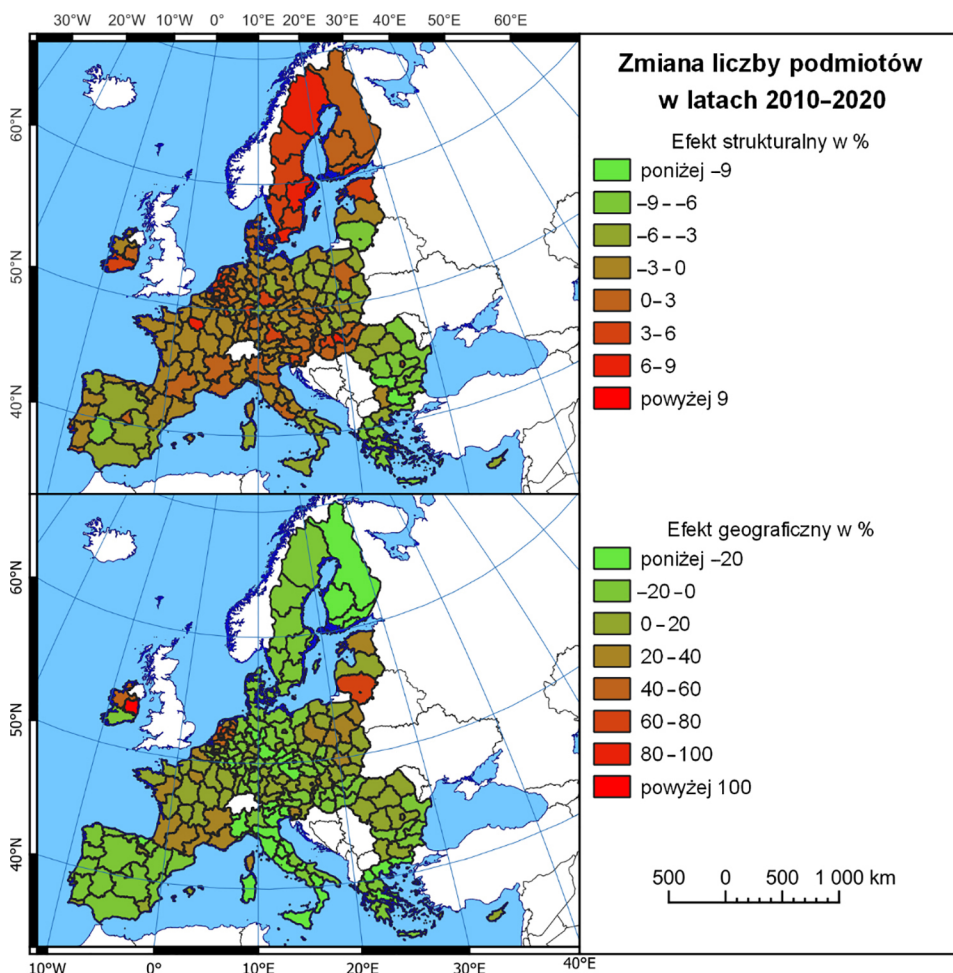 30°W 20°W 10°W 0° 10°E 20°E 30°E 40°E 50°E 60°E
60°N
50°N
40°N
Zmiana liczby podmiotów
w latach 2010–2020
Efekt strukturalny w %
poniżej –9
–9 – –6
–6 – –3
–3 – 0
0 – 3
3 – 6
6 – 9
powyżej 9
60°N
50°N
40°N
Efekt geograficzny w %
poniżej –20
–20 – 0
0 – 20
20 – 40
40 – 60
60 – 80
80 – 100
powyżej 100
500 0 500 1 000 km
10°W 0° 10°E 20°E 30°E 40°E